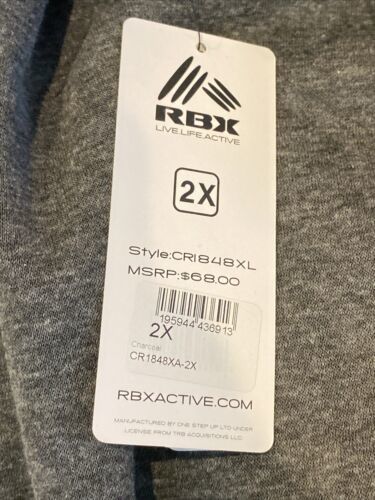 RBX
LIVE.LIFE.ACTIVE
2X
Style:CR1848XL
MSRP:$68.00
195944 436913
2X
Charcoal
CR1848XA-2X
RBXACTIVE.COM
MANUFACTURED BY ONE STEP UP LTD UNDER
LICENSE FROM TRB ACQUISITIONS LLC